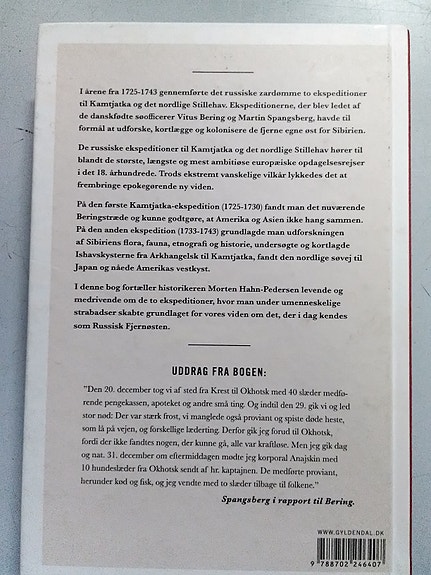 I årene fra 1725-1743 gennemførte det russiske zardømme to ekspeditioner
til Kamtjatka og det nordlige Stillehav. Ekspeditionerne, der blev ledet af
de danskfødte søofficerer Vitus Bering og Martin Spangsberg, havde til
formål at udforske, kortlægge og kolonisere de fjerne egne øst for Sibirien.
De russiske ekspeditioner til Kamtjatka og det nordlige Stillehav hører til
blandt de største, længste og mest ambitiøse europæiske opdagelsesrejser
i det 18. århundrede. Trods ekstremt vanskelige vilkår lykkedes det at
frembringe epokegørende ny viden.
På den første Kamtjatka-ekspedition (1725-1730) fandt man det nuværende
Beringstræde og kunne godtgøre, at Amerika og Asien ikke hang sammen.
På den anden ekspedition (1733-1743) grundlagde man udforskningen
af Sibiriens flora, fauna, etnografi og historie, undersøgte og kortlagde
Ishavskysterne fra Arkhangelsk til Kamtjatka, fandt den nordlige søvej til
Japan og nåede Amerikas vestkyst.
I denne bog fortæller historikeren Morten Hahn-Pedersen levende og
medrivende om de to ekspeditioner, hvor man under umenneskelige
strabadser skabte grundlaget for vores viden om det, der i dag kendes
som Russisk Fjernøsten.
UDDRAG FRA BOGEN:
"Den 20. december tog vi af sted fra Krest til Okhotsk med 40 slæder medfø-
rende pengekassen, apoteket og andre små ting. Og indtil den 29. gik vi og led
stor nød: Der var stærk frost, vi manglede også proviant og spiste døde heste,
som lå på vejen, og forskellige læderting. Derfor gik jeg forud til Okhotsk,
fordi der ikke fandtes nogen, der kunne gå, alle var kraftløse. Men jeg gik dag
og nat. 31. december om eftermiddagen mødte jeg korporal Anajskin med
10 hundeslæder fra Okhotsk sendt af hr. kaptajnen. De medførte proviant,
herunder kød og fisk, og jeg vendte med to slæder tilbage til folkene."
Spangsberg i rapport til Bering.
WWW.GYLDENDAL.DK
9 788702 246407